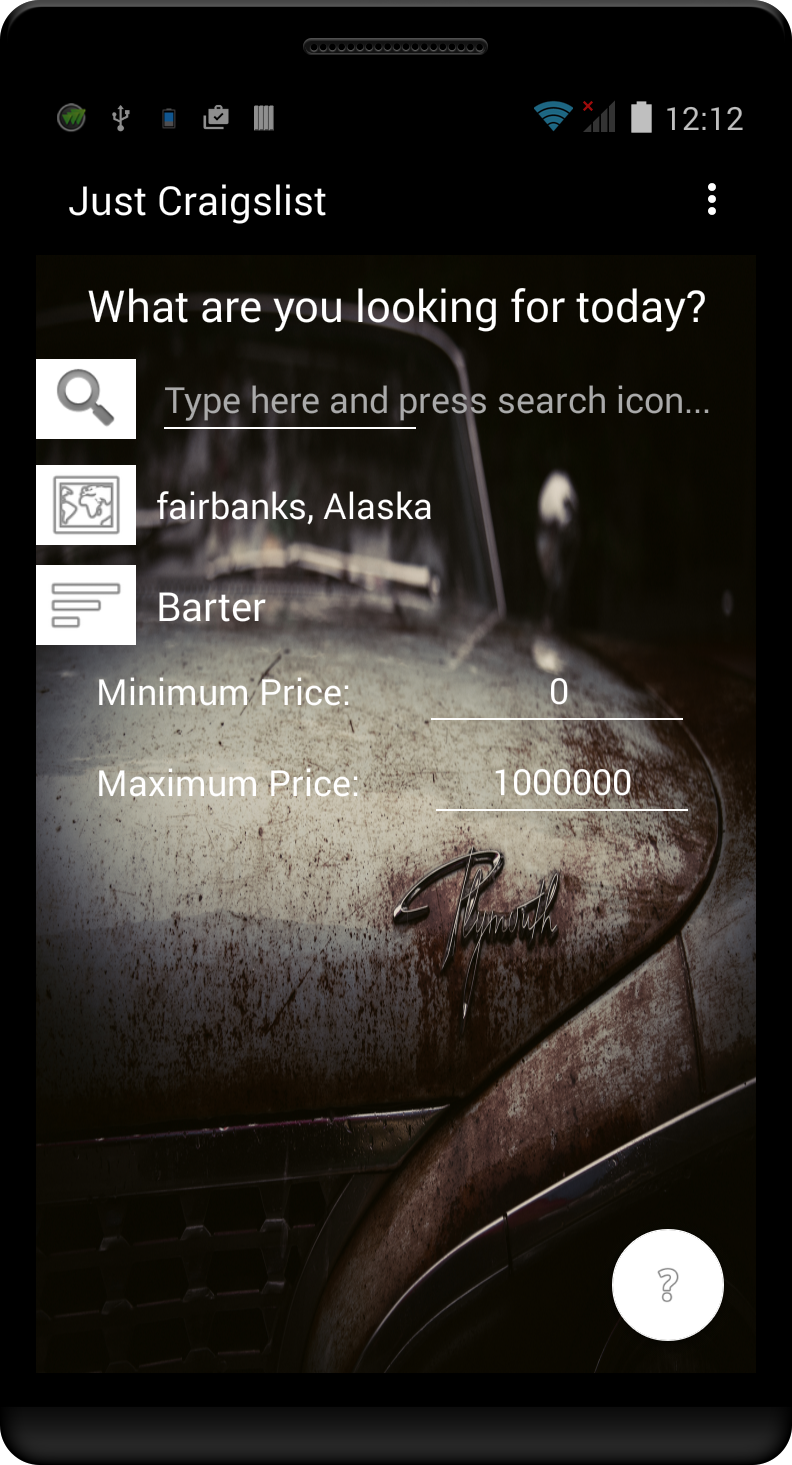 12:12
Just Craigslist
What are you looking for today?
Type here and press search icon...
fairbanks, Alaska
Barter
Minimum Price: 0
Maximum Price: 1000000
Plymouth
?